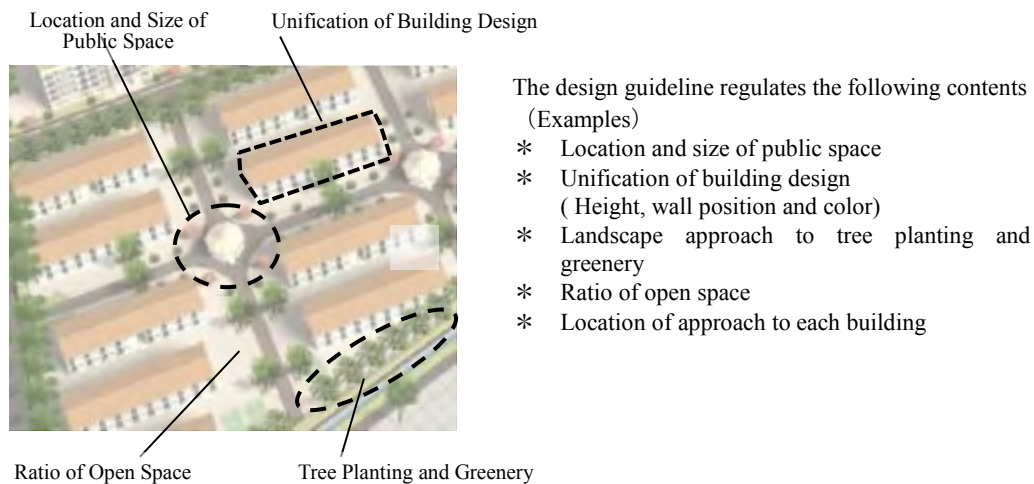 Location and Size of
Public Space
Unification of Building Design
The design guideline regulates the following contents
（Examples）
＊ Location and size of public space
＊ Unification of building design
( Height, wall position and color)
＊ Landscape approach to tree planting and
greenery
＊ Ratio of open space
＊ Location of approach to each building
Ratio of Open Space
Tree Planting and Greenery